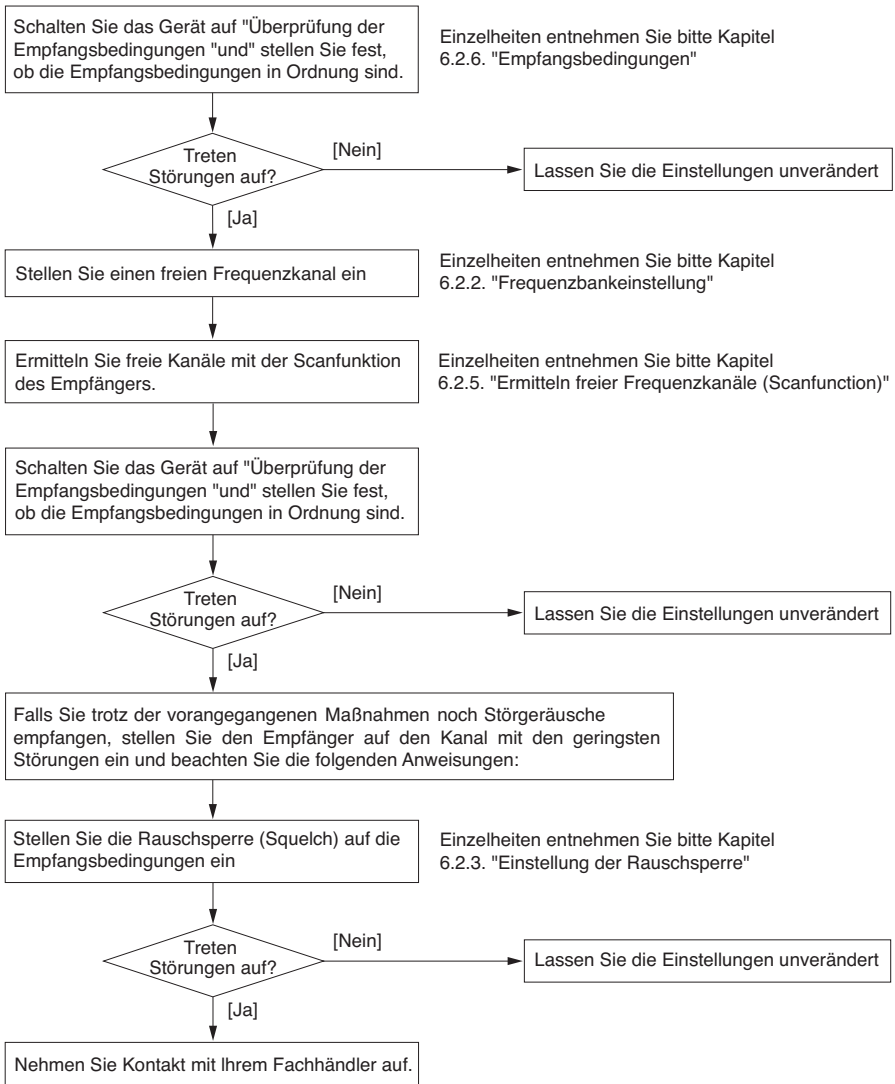 Schalten Sie das Gerät auf "Überprüfung der
Empfangsbedingungen "und" stellen Sie fest,
ob die Empfangsbedingungen in Ordnung sind.
Einzelheiten entnehmen Sie bitte Kapitel
6.2.6. "Empfangsbedingungen"
Treten
Störungen auf?
[Nein]
Lassen Sie die Einstellungen unverändert
[Ja]
Stellen Sie einen freien Frequenzkanal ein
Einzelheiten entnehmen Sie bitte Kapitel
6.2.2. "Frequenzbankeinstellung"
Ermitteln Sie freie Kanäle mit der Scanfunktion
des Empfängers.
Einzelheiten entnehmen Sie bitte Kapitel
6.2.5. "Ermitteln freier Frequenzkanäle (Scanfunction)"
Schalten Sie das Gerät auf "Überprüfung der
Empfangsbedingungen "und" stellen Sie fest,
ob die Empfangsbedingungen in Ordnung sind.
Treten
Störungen auf?
[Nein]
Lassen Sie die Einstellungen unverändert
[Ja]
Falls Sie trotz der vorangegangenen Maßnahmen noch Störgeräusche
empfangen, stellen Sie den Empfänger auf den Kanal mit den geringsten
Störungen ein und beachten Sie die folgenden Anweisungen:
Stellen Sie die Rauschsperre (Squelch) auf die
Empfangsbedingungen ein
Einzelheiten entnehmen Sie bitte Kapitel
6.2.3. "Einstellung der Rauschsperre"
Treten
Störungen auf?
[Nein]
Lassen Sie die Einstellungen unverändert
[Ja]
Nehmen Sie Kontakt mit Ihrem Fachhändler auf.